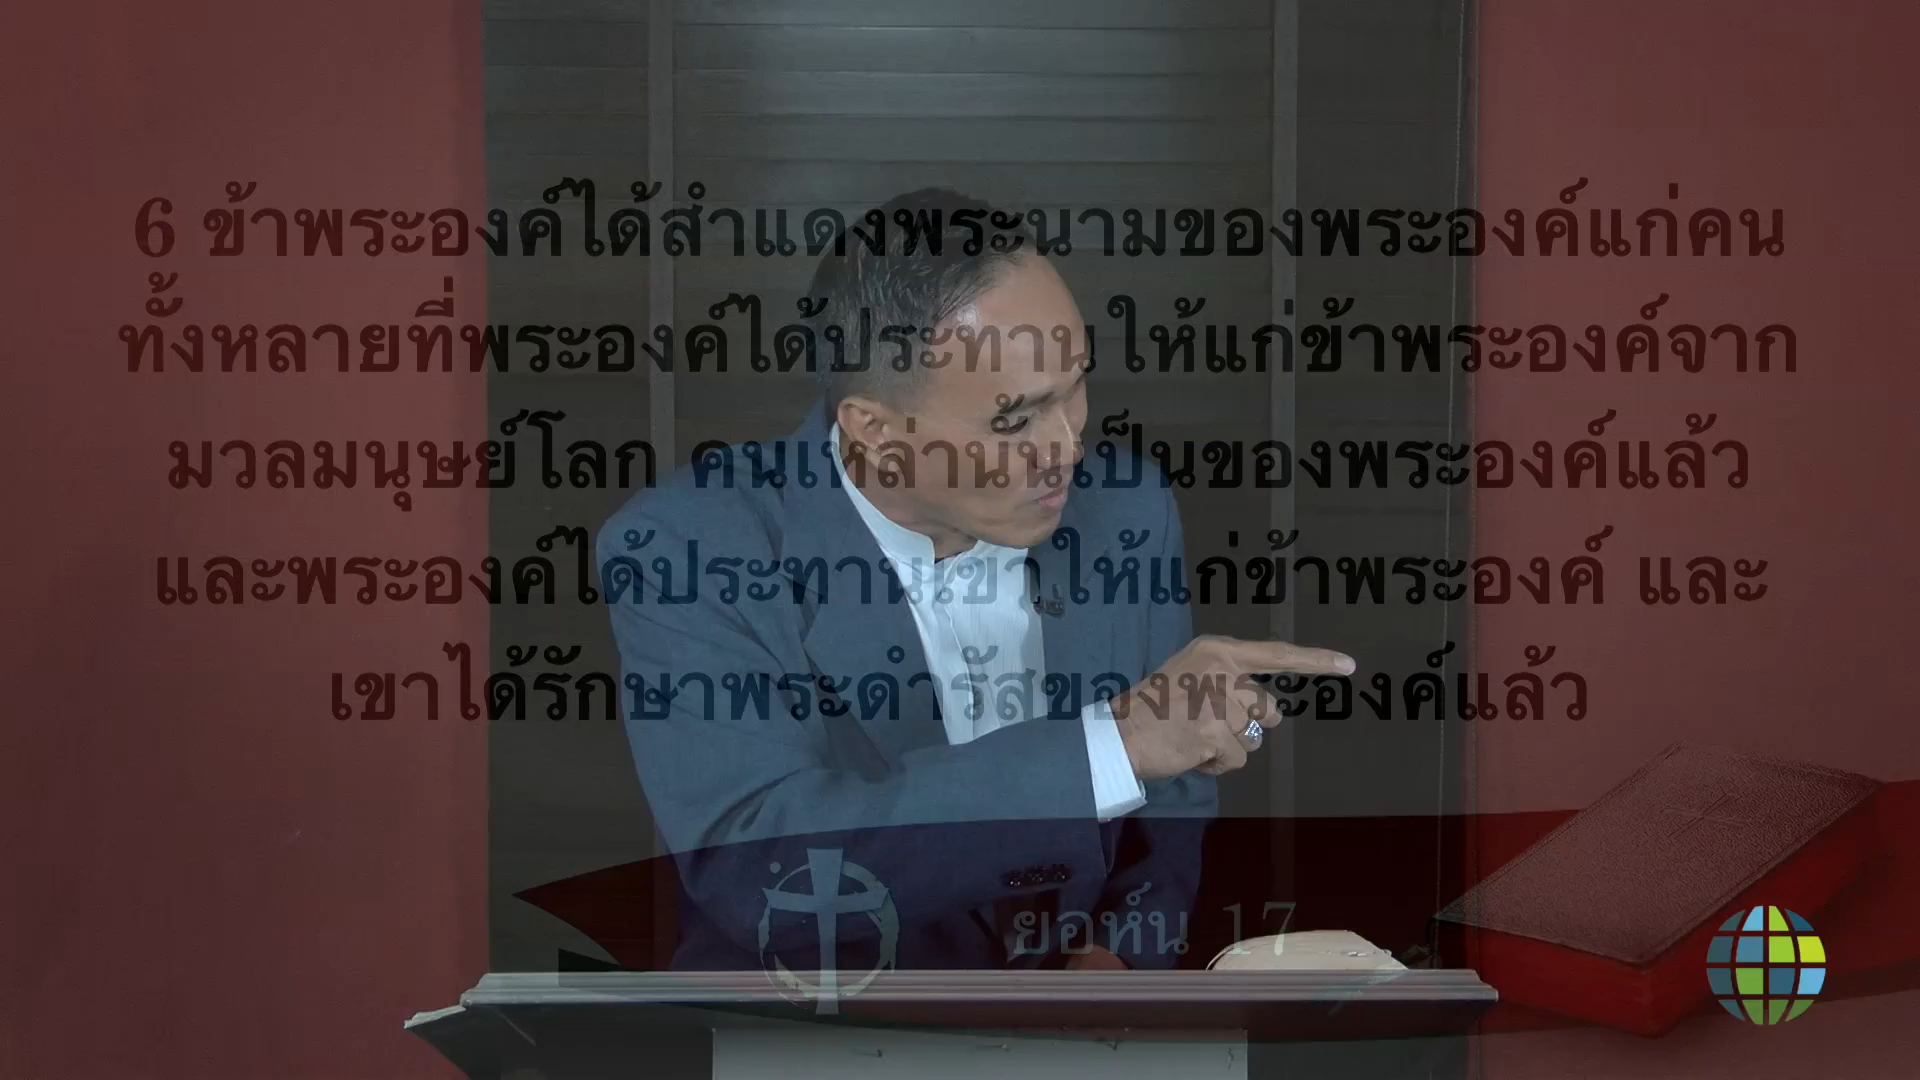 6 ข้าพระองค์ได้สำแดงพระนามของพระองค์แก่คน
ทั้งหลายที่พระองค์ได้ประทานให้แก่ข้าพระองค์จาก
มวลมนุษย์โลก คนเหล่านั้นเป็นของพระองค์แล้ว
และพระองค์ได้ประทานเขาให้แก่ข้าพระองค์ และ
เขาได้รักษาพระดำรัสของพระองค์แล้ว
ยอห์น 17